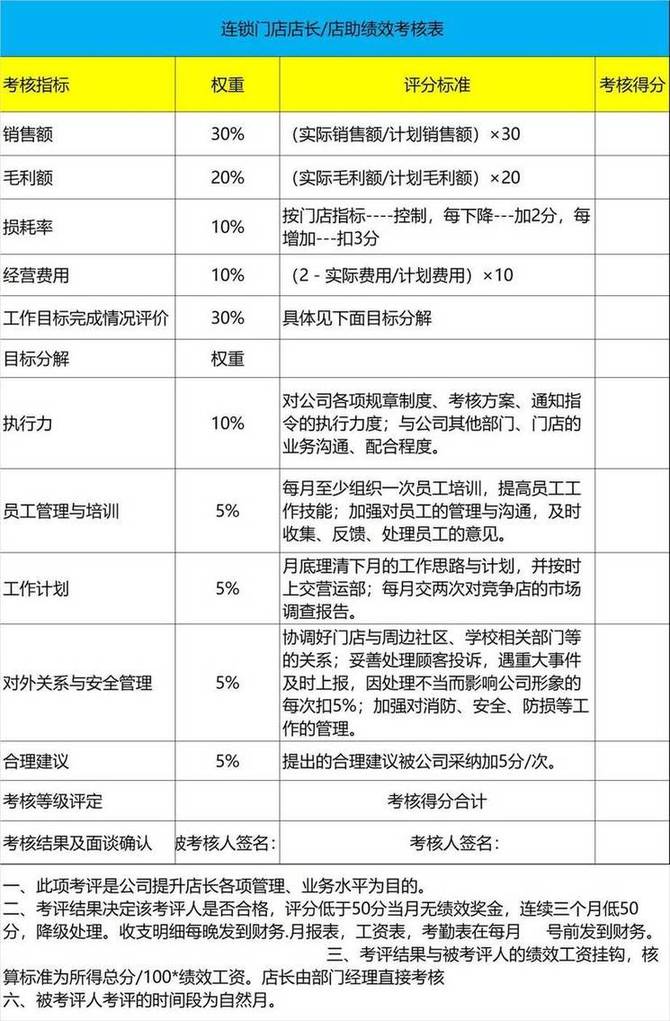 连锁门店店长/店助绩效考核表
考核指标 权重 评分标准 考核得分
销售额 30% （实际销售额/计划销售额）×30
毛利额 20% （实际毛利额/计划毛利额）×20
损耗率 10% 按门店指标----控制，每下降---加2分，每
增加---扣3分
经营费用 10% （2 - 实际费用/计划费用）×10
工作目标完成情况评价 30% 具体见下面目标分解
目标分解 权重
执行力 10% 对公司各项规章制度、考核方案、通知指
令的执行力度；与公司其他部门、门店的
业务沟通、配合程度。
员工管理与培训 5% 每月至少组织一次员工培训，提高员工工
作技能；加强对员工的管理与沟通，及时
收集、反馈、处理员工的意见。
工作计划 5% 月底理清下月的工作思路与计划，并按时
上交营运部；每月交两次对竞争店的市场
调查报告。
对外关系与安全管理 5% 协调好门店与周边社区、学校相关部门等
的关系；妥善处理顾客投诉，遇重大事件
及时上报，因处理不当而影响公司形象的
每次扣5%；加强对消防、安全、防损等工
作的管理。
合理建议 5% 提出的合理建议被公司采纳加5分/次。
考核等级评定 考核得分合计
考核结果及面谈确认 被考核人签名： 考核人签名：
一、此项考评是公司提升店长各项管理、业务水平为目的。
二、考评结果决定该考评人是否合格，评分低于50分当月无绩效奖金，连续三个月低50
分，降级处理。收支明细每晚发到财务.月报表，工资表，考勤表在每月 号前发到财务。
三、考评结果与被考评人的绩效工资挂钩，核
算标准为所得总分/100*绩效工资。店长由部门经理直接考核
六、被考评人考评的时间段为自然月。